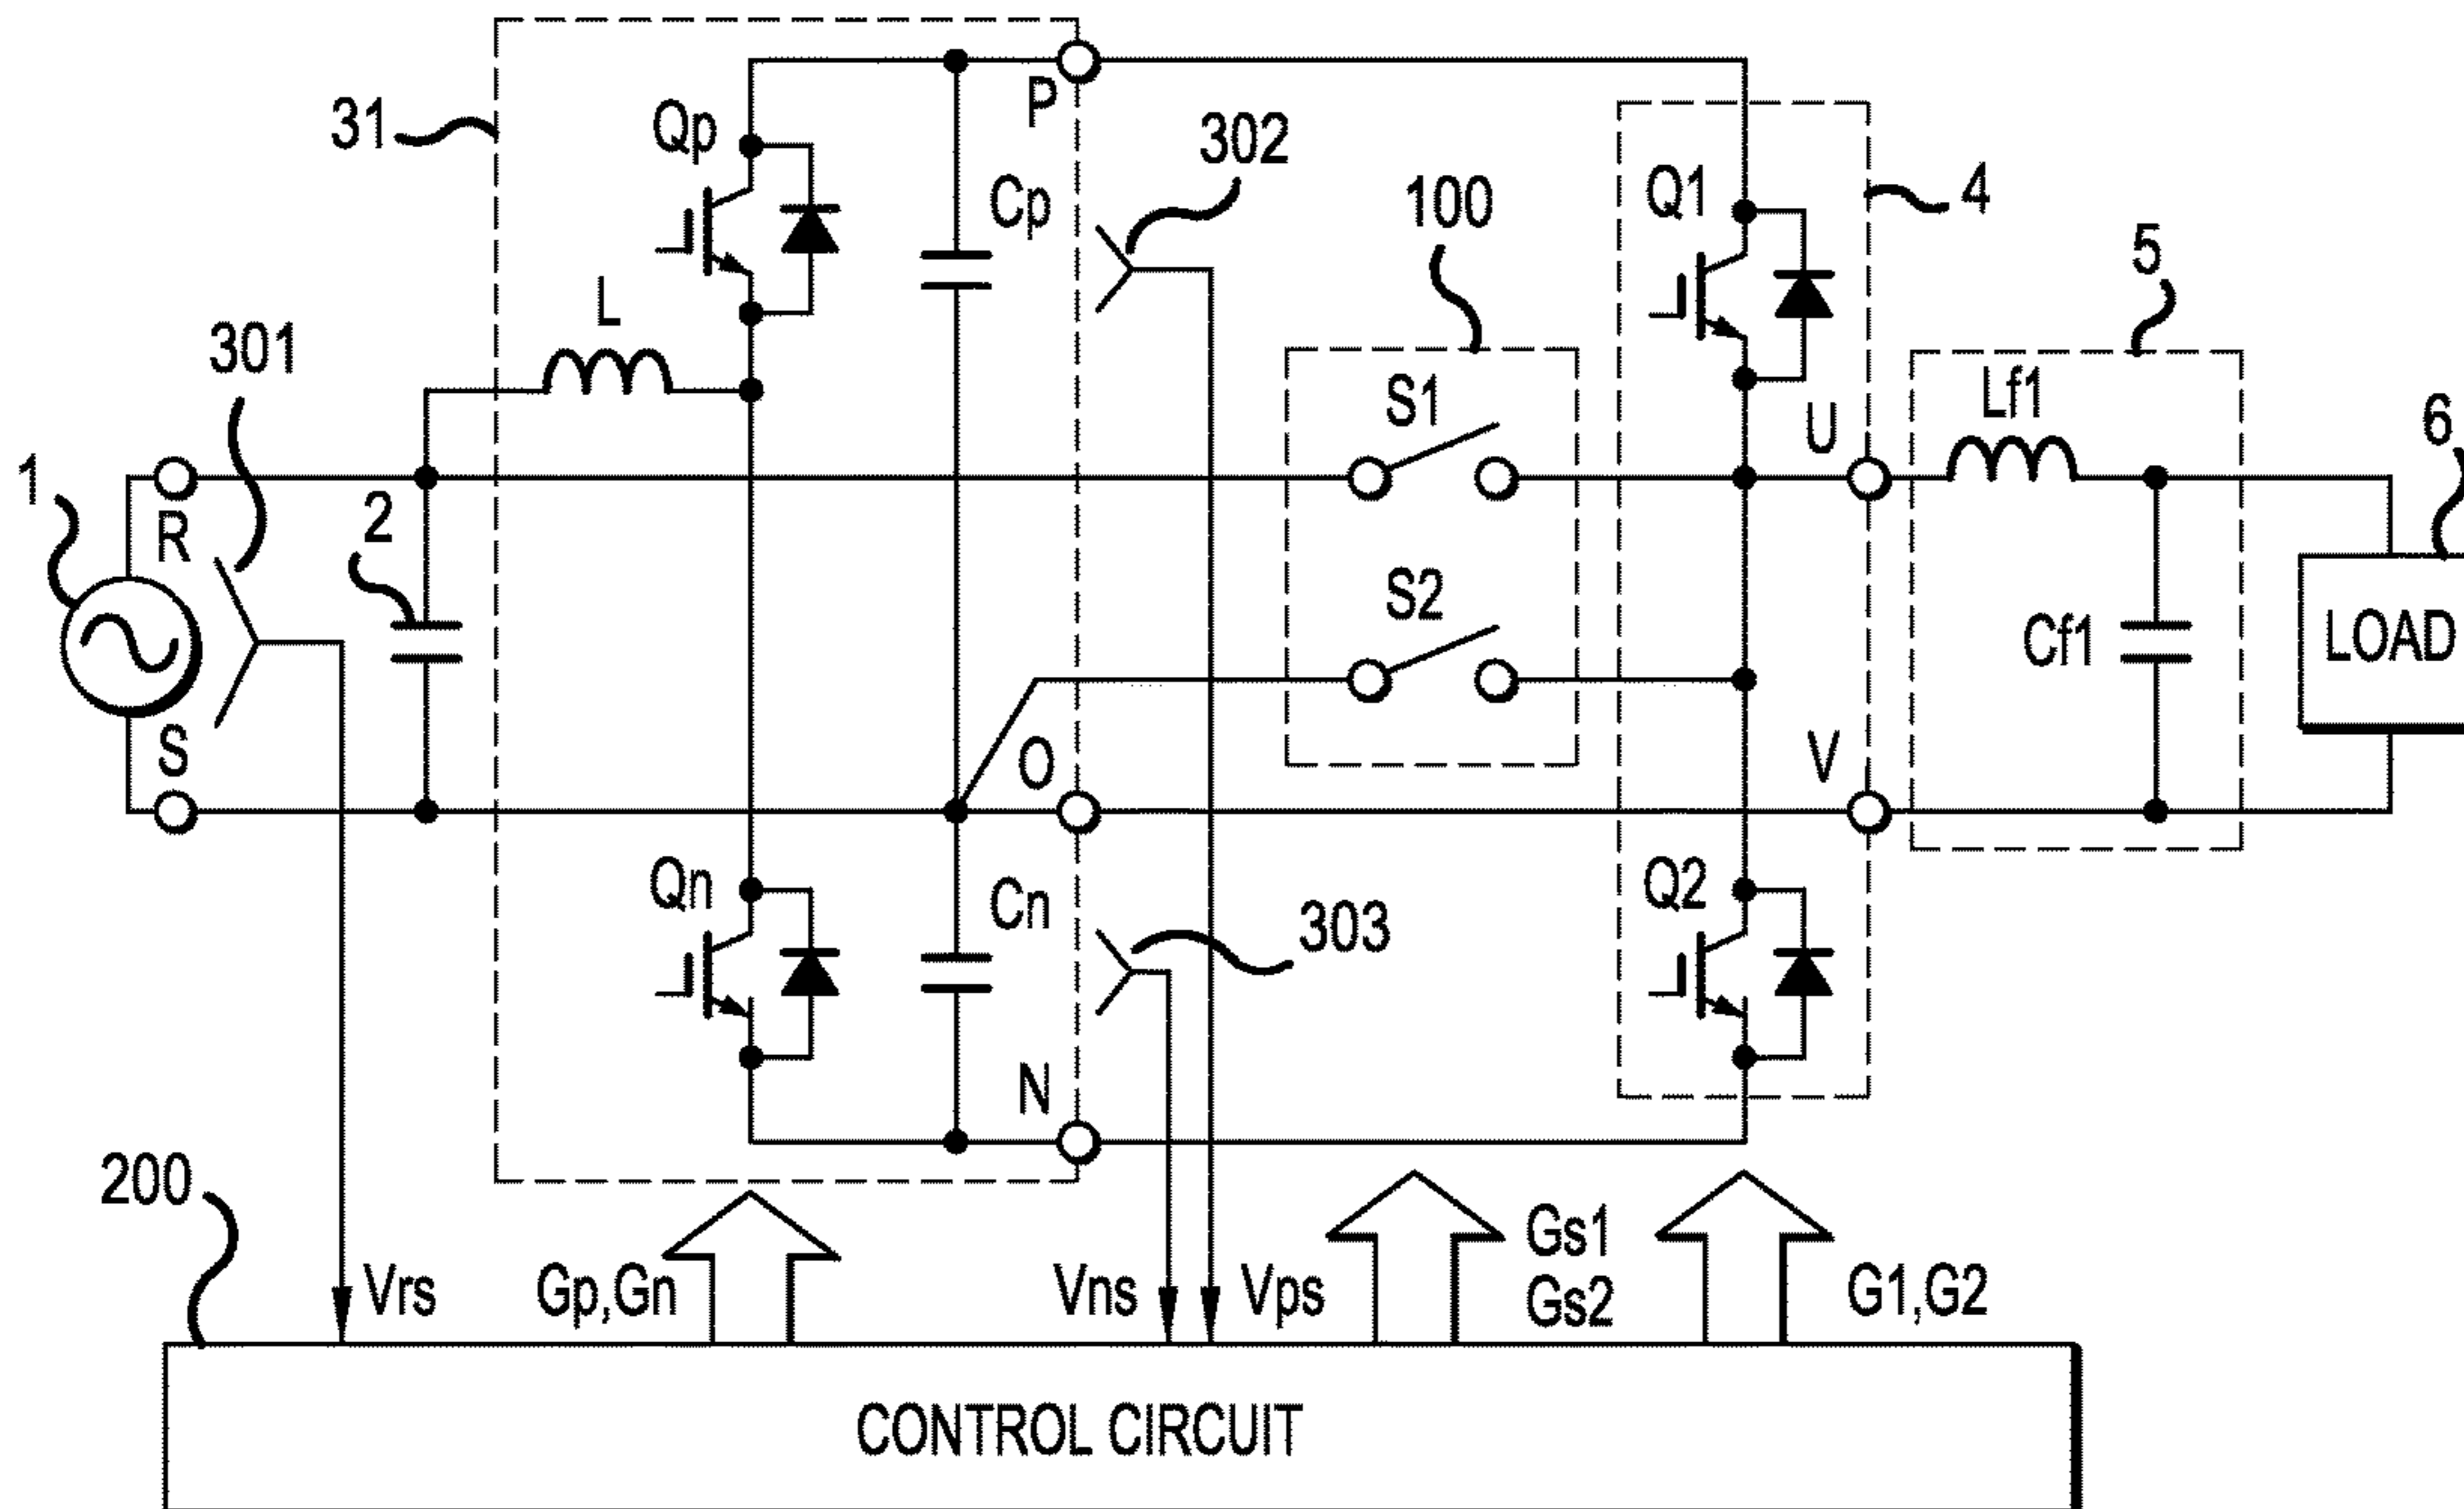 31
Qp
P
302
Cp
100
Q1
4
5
L
301
S1
U
Lf1
6
1
R
2
S2
Cf1
LOAD
S
O
V
Qn
Cn
303
Q2
N
200
Vrs
Gp,Gn
Vns
Vps
Gs1
Gs2
G1,G2
CONTROL CIRCUIT